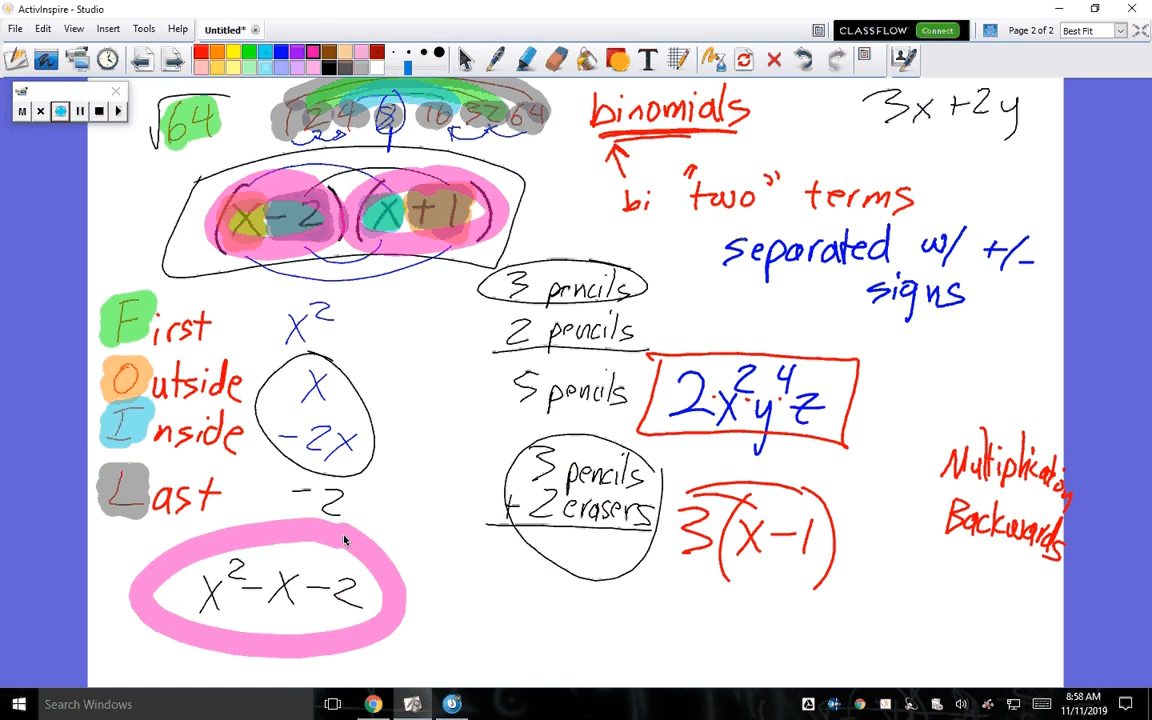 ActivInspire - Studio
File Edit View Insert Tools Help Untitled*
CLASSFLOW Connect
Page 2 of 2 Best Fit
M
√64
1 2 4 8 16 32 64
binomials
3x + 2y
(x - 2) (x + 1)
bi "two" terms
separated w/ +/-
signs
3 pencils
2 pencils
5 pencils
First x²
Outside x
Inside -2x
Last -2
x² - x - 2
2·x²·y⁴·z
3 pencils
+ 2 erasers
3(x - 1)
Multiplication
Backwards
Search Windows
8:58 AM
11/11/2019